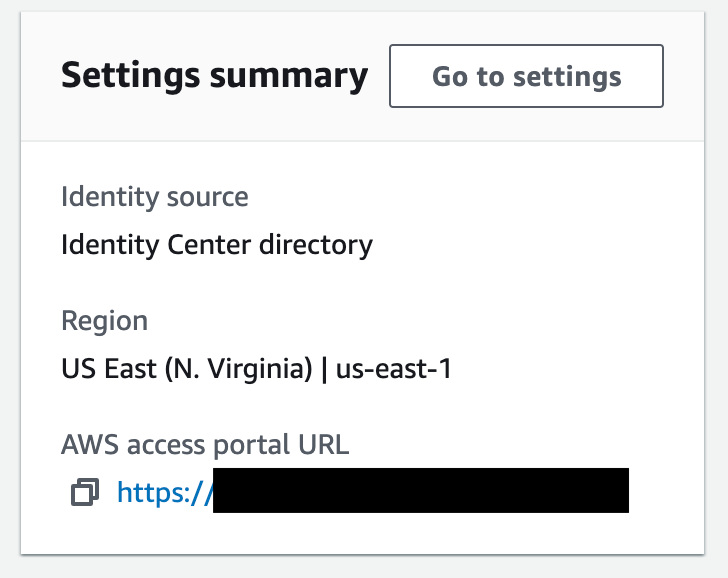 Settings summary
Go to settings
Identity source
Identity Center directory
Region
US East (N. Virginia) | us-east-1
AWS access portal URL
https://